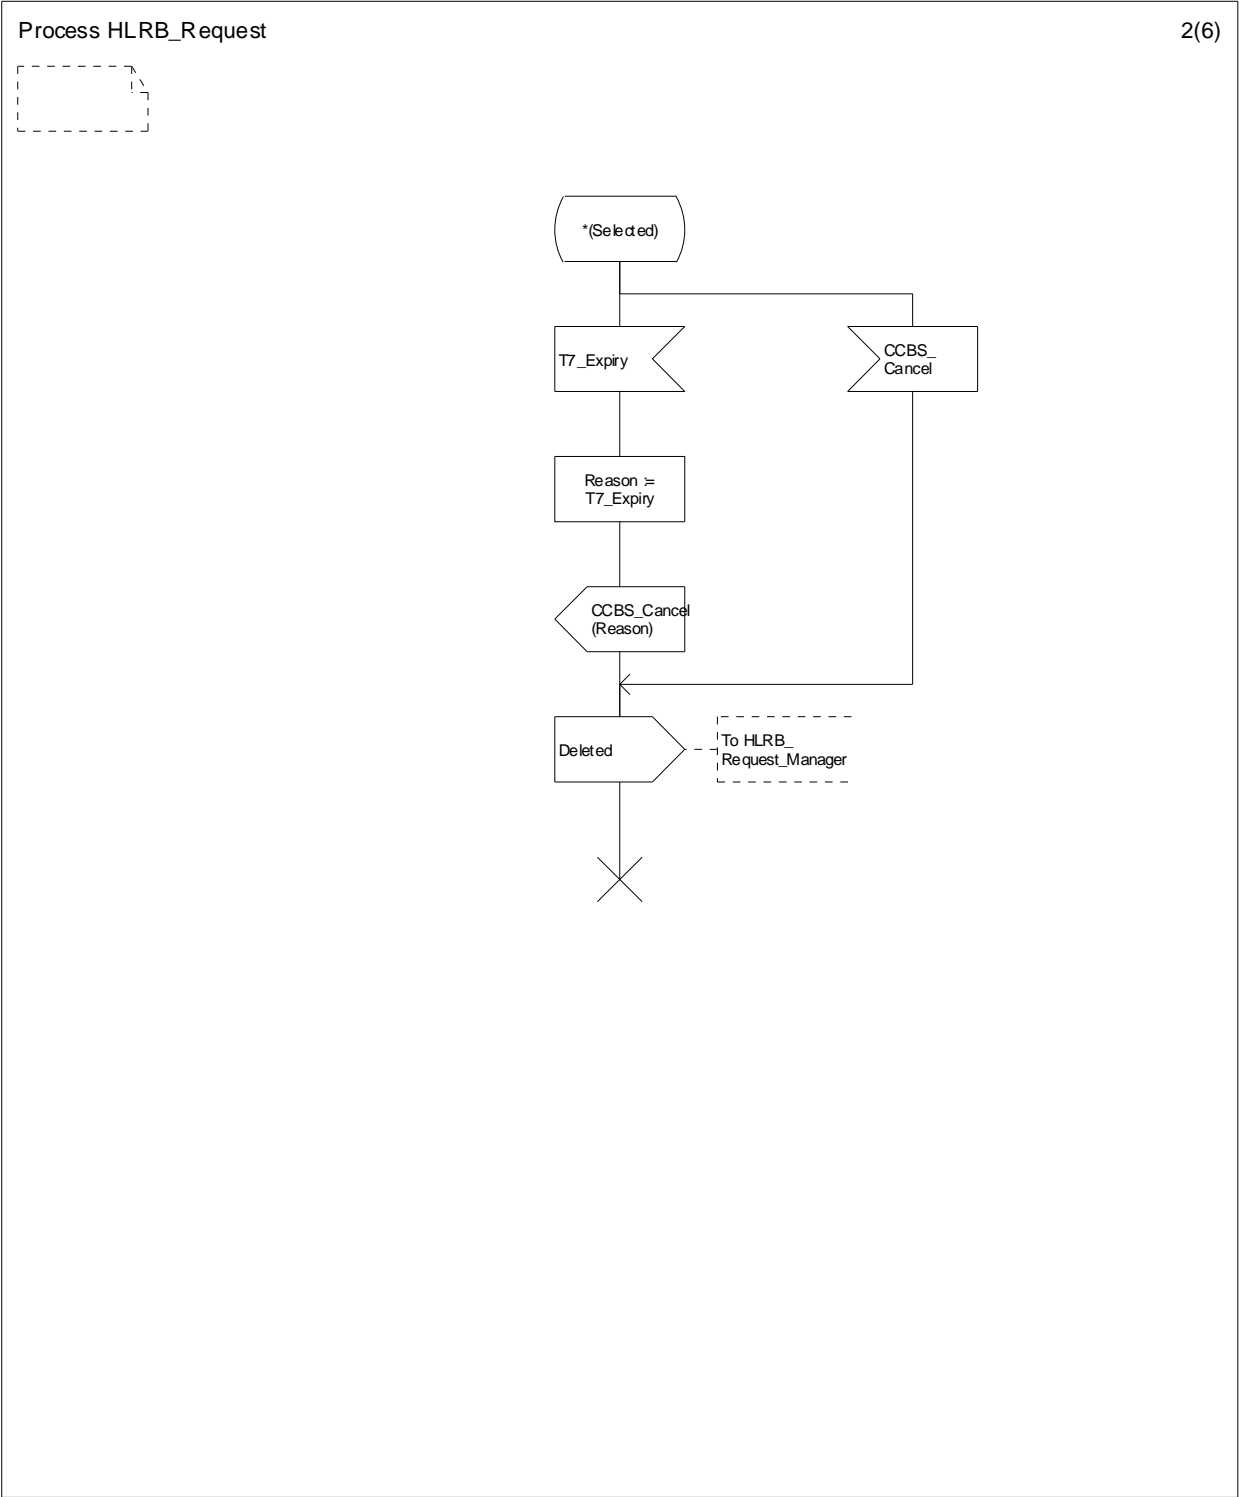 Process HLRB_Request
2(6)
*(Selected)
T7_Expiry
CCBS_
Cancel
Reason :=
T7_Expiry
CCBS_Cancel
(Reason)
Deleted
To HLRB_
Request_Manager